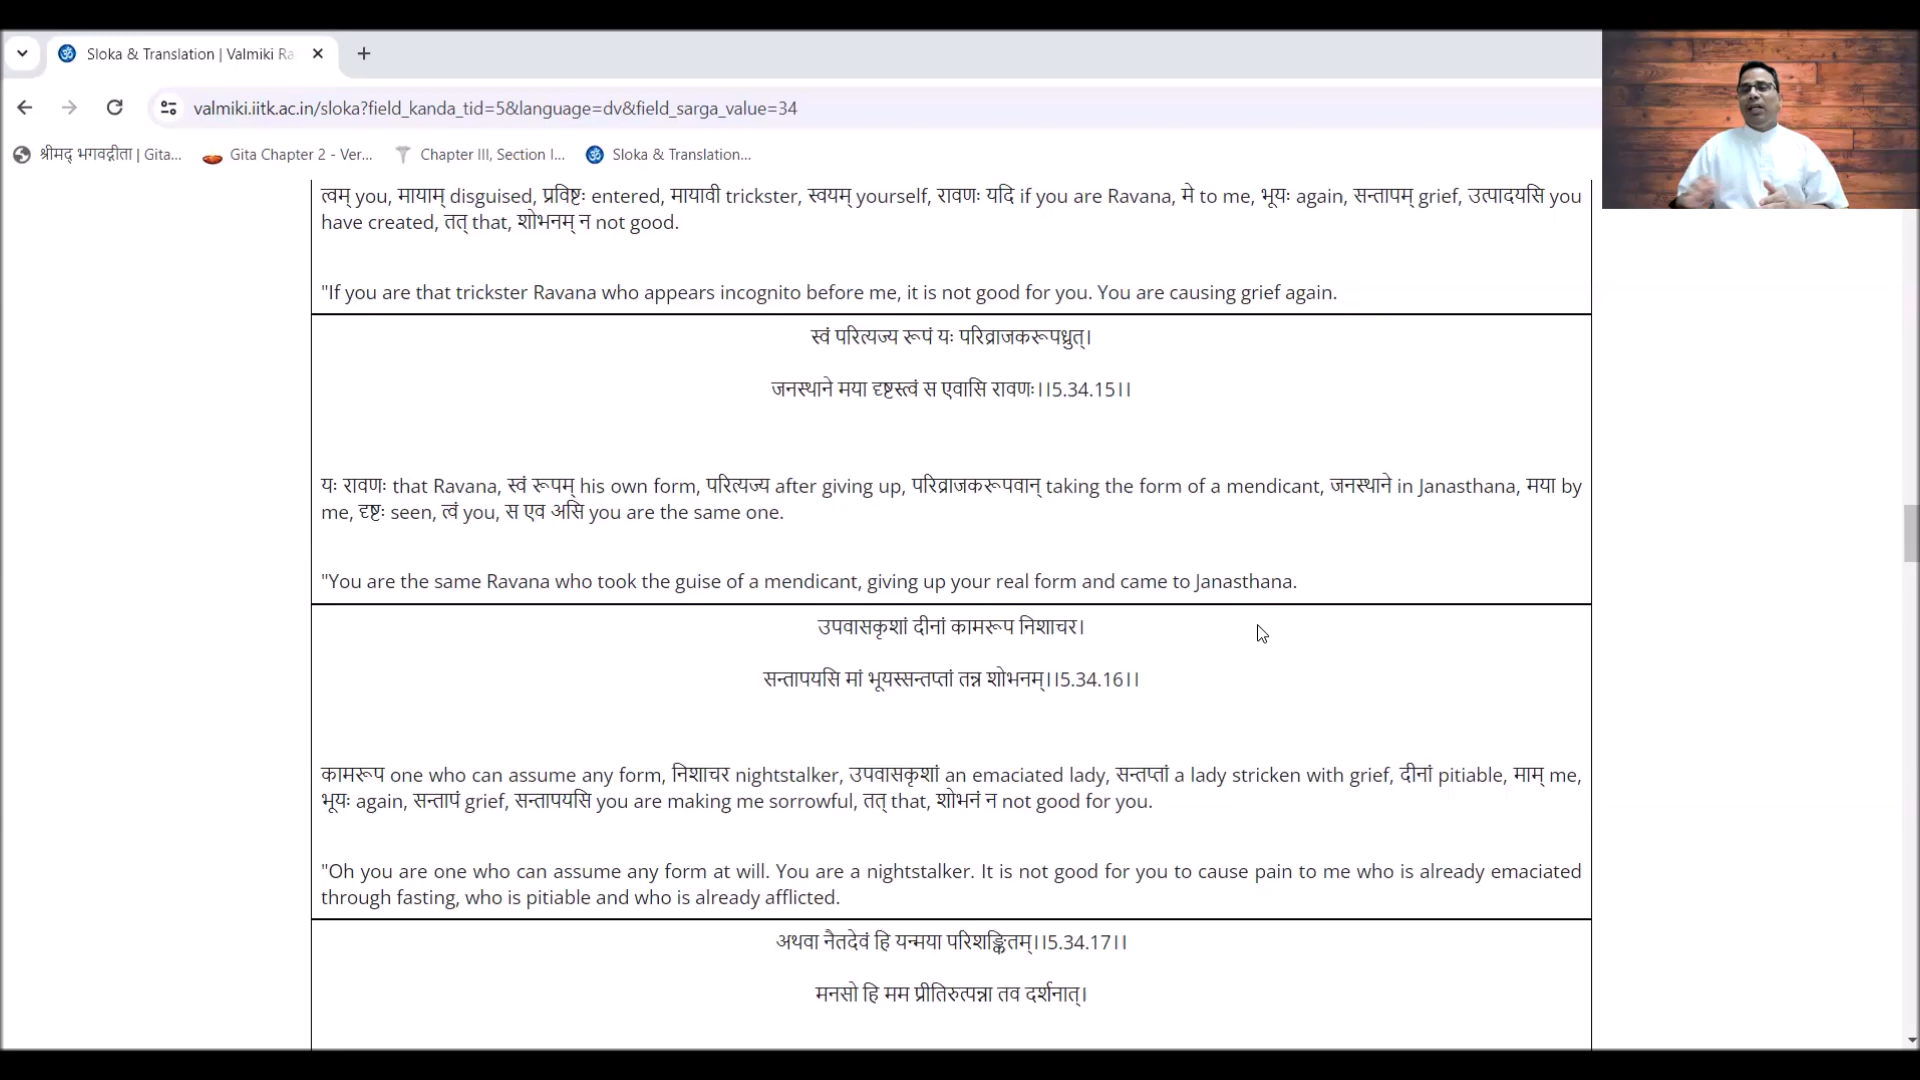 Sloka & Translation | Valmiki Ra
valmiki.iitk.ac.in/sloka?field_kanda_tid=5&language=dv&field_sarga_value=34
श्रीमद् भगवद्गीता | Gita...
Gita Chapter 2 - Ver...
Chapter III, Section I...
Sloka & Translation...
त्वम् you, मायाम् disguised, प्रविष्टः entered, मायावी trickster, स्वयम् yourself, रावणः यदि if you are Ravana, मे to me, भूयः again, सन्तापम् grief, उत्पादयसि you
have created, तत् that, शोभनम् न not good.
"If you are that trickster Ravana who appears incognito before me, it is not good for you. You are causing grief again.
स्वं परित्यज्य रूपं यः परिव्राजकरूपध्रुत्।
जनस्थाने मया दृष्टस्त्वं स एवासि रावणः।।5.34.15।।
यः रावणः that Ravana, स्वं रूपम् his own form, परित्यज्य after giving up, परिव्राजकरूपवान् taking the form of a mendicant, जनस्थाने in Janasthana, मया by
me, दृष्टः seen, त्वं you, स एव असि you are the same one.
"You are the same Ravana who took the guise of a mendicant, giving up your real form and came to Janasthana.
उपवासकृशां दीनां कामरूप निशाचर।
सन्तापयसि मां भूयस्सन्तप्तां तन्न शोभनम्।।5.34.16।।
कामरूप one who can assume any form, निशाचर nightstalker, उपवासकृशां an emaciated lady, सन्तप्तां a lady stricken with grief, दीनां pitiable, माम् me,
भूयः again, सन्तापं grief, सन्तापयसि you are making me sorrowful, तत् that, शोभनं न not good for you.
"Oh you are one who can assume any form at will. You are a nightstalker. It is not good for you to cause pain to me who is already emaciated
through fasting, who is pitiable and who is already afflicted.
अथवा नैतदेवं हि यन्मया परिशङ्कितम्।।5.34.17।।
मनसो हि मम प्रीतिरुत्पन्ना तव दर्शनात्।